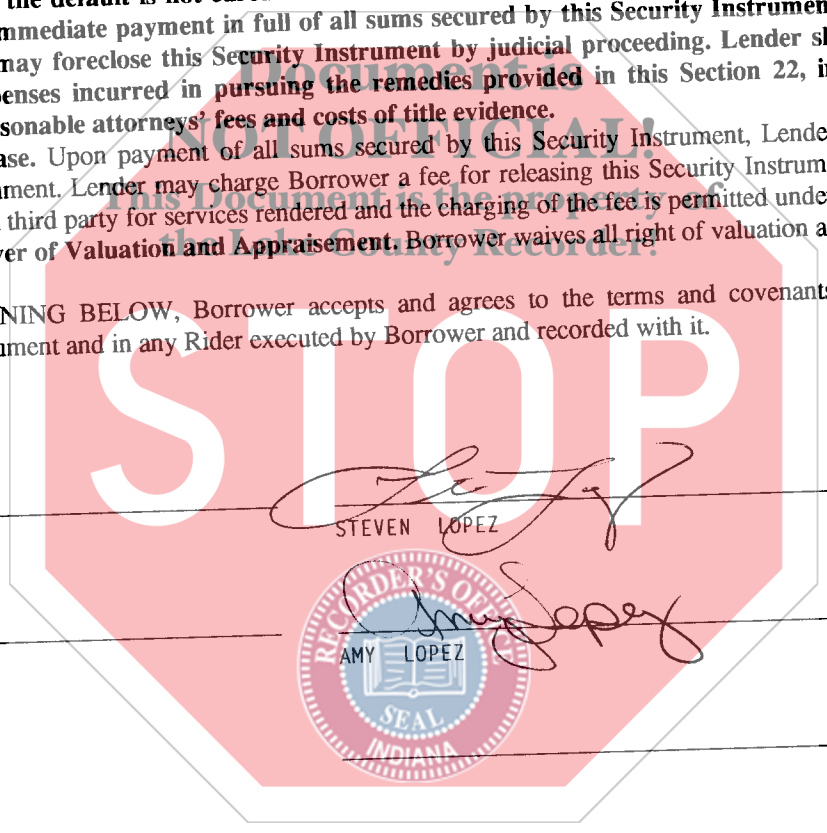 the default is not
mmediate payment in full of all sums secured by this Security Instrumen
may foreclose this Security Instrument by judicial proceeding. Lender sl
enses incurred in pursuing the remedies provided in this Section 22, i
sonable attorneys' fees and costs of title evidence.
ase. Upon payment of all sums secured by this Security Instrument, Lende
ment. Lender may charge Borrower a fee for releasing this Security Instrum
third party for services rendered and the charging of the fee is permitted unde
er of Valuation and Appraisement. Borrower waives all right of valuation a
NING BELOW, Borrower accepts and agrees to the terms and covenants
ument and in any Rider executed by Borrower and recorded with it.
Document is
NOT OFFICIAL!
This Document is the property of
the Lake County Recorder!
STOP
STEVEN LOPEZ
Amy Lopez
AMY LOPEZ
RECORDER'S OFFICE
SEAL
INDIANA